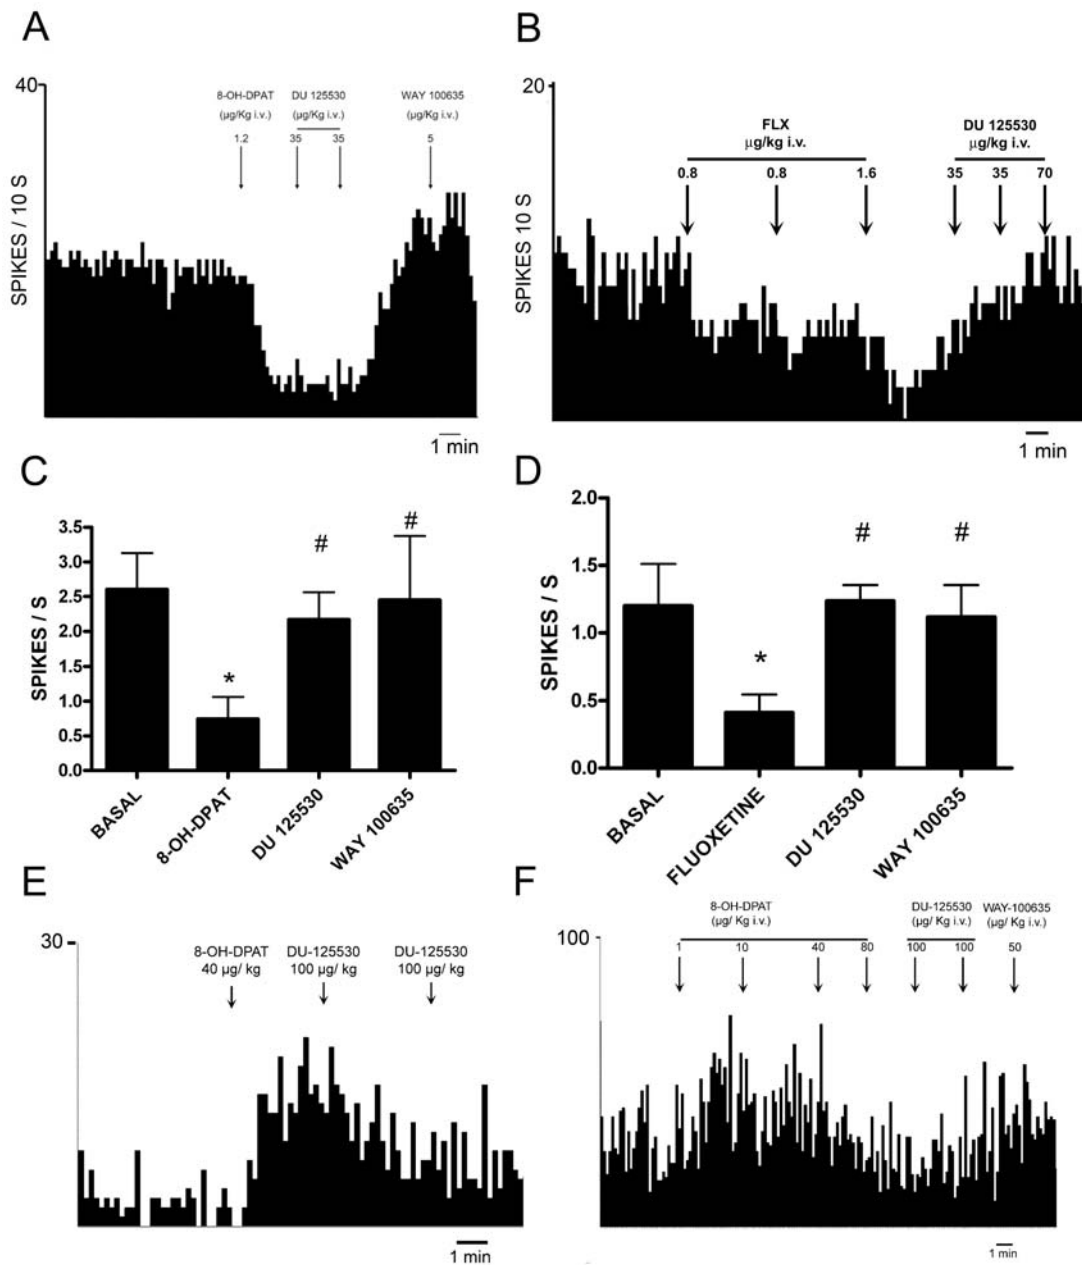 A
40
8-OH-DPAT DU 125530 WAY 100635
(µg/Kg i.v.) (µg/Kg i.v.) (µg/Kg i.v.)
1.2 35 35 5
SPIKES / 10 S
1 min
B
20
FLX DU 125530
µg/kg i.v. µg/kg i.v.
0.8 0.8 1.6 35 35 70
SPIKES 10 S
1 min
C
3.5
3.0
2.5
2.0
1.5
1.0
0.5
0.0
SPIKES / S
* # #
BASAL
8-OH-DPAT
DU 125530
WAY 100635
D
2.0
1.5
1.0
0.5
0.0
SPIKES / S
* # #
BASAL
FLUOXETINE
DU 125530
WAY 100635
E
30
8-OH-DPAT DU-125530 DU-125530
40 µg/ kg 100 µg/ kg 100 µg/ kg
1 min
F
100
8-OH-DPAT DU-125530 WAY-100635
(µg/ Kg i.v.) (µg/ Kg i.v.) (µg/ Kg i.v.)
1 10 40 80 100 100 50
1 min